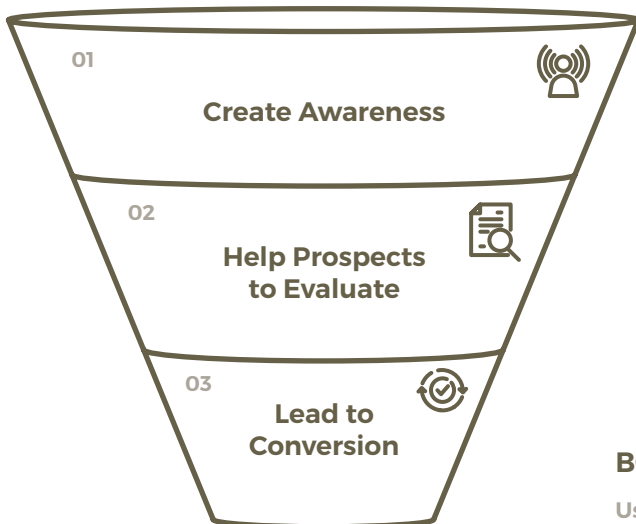 01
Create Awareness
02
Help Prospects
to Evaluate
03
Lead to
Conversion